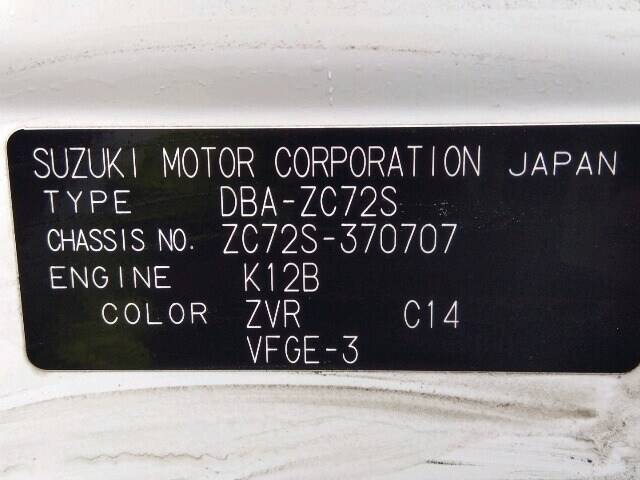 SUZUKI MOTOR CORPORATION JAPAN
TYPE DBA-ZC72S
CHASSIS NO. ZC72S-370707
ENGINE K12B
COLOR ZVR C14
VFGE-3